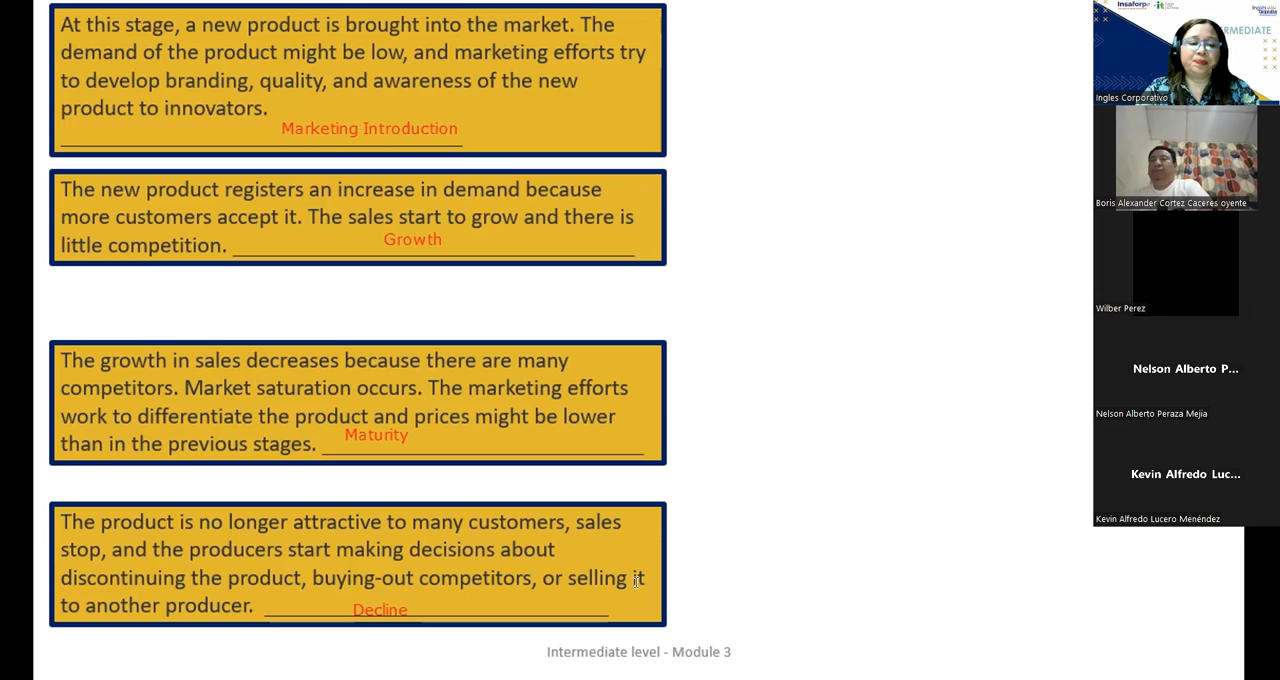 At this stage, a new product is brought into the market. The
demand of the product might be low, and marketing efforts try
to develop branding, quality, and awareness of the new
product to innovators.
Marketing Introduction
The new product registers an increase in demand because
more customers accept it. The sales start to grow and there is
little competition.
Growth
The growth in sales decreases because there are many
competitors. Market saturation occurs. The marketing efforts
work to differentiate the product and prices might be lower
than in the previous stages.
Maturity
The product is no longer attractive to many customers, sales
stop, and the producers start making decisions about
discontinuing the product, buying-out competitors, or selling it
to another producer.
Decline
Intermediate level - Module 3
Insaforp
RMEDIATE
Ingles Corporativo
Boris Alexander Cortez Caceres oyente
Wilber Perez
Nelson Alberto P...
Nelson Alberto Peraza Mejia
Kevin Alfredo Luc...
Kevin Alfredo Lucero Menéndez